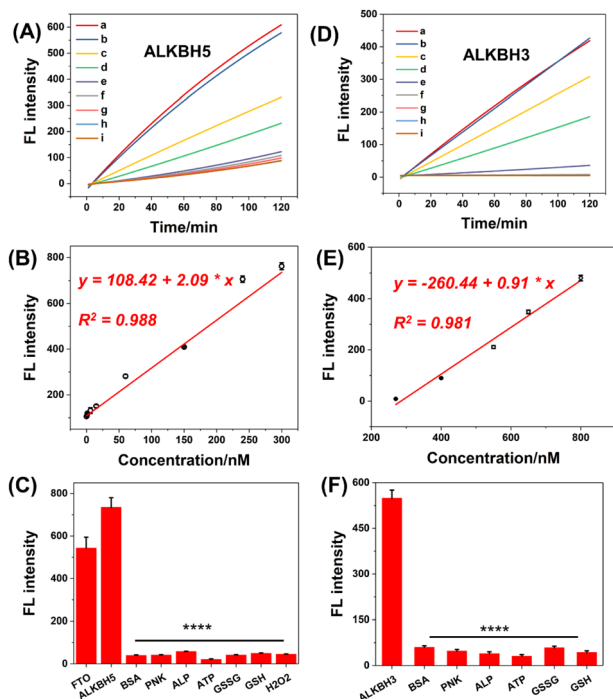 (A)
ALKBH5
a
b
c
d
e
f
g
h
i
FL intensity
600
500
400
300
200
100
0
0 20 40 60 80 100 120
Time/min
(D)
ALKBH3
a
b
c
d
e
f
g
h
i
FL intensity
500
400
300
200
100
0
0 20 40 60 80 100 120
Time/min
(B)
y = 108.42 + 2.09 * x
R² = 0.988
FL intensity
800
600
400
200
0 50 100 150 200 250 300
Concentration/nM
(E)
y = -260.44 + 0.91 * x
R² = 0.981
FL intensity
600
400
200
0
200 400 600 800
Concentration/nM
(C)
FL intensity
800
600
400
200
0
****
FTO ALKBH5 BSA PNK ALP ATP GSSG GSH H2O2
(F)
FL intensity
600
450
300
150
0
****
ALKBH3 BSA PNK ALP ATP GSSG GSH